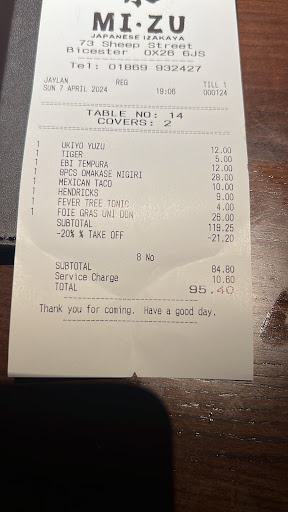 MI·ZU
JAPANESE IZAKAYA
73 Sheep Street
Bicester OX26 6JS
Tel: 01869 932427
JAYLAN REG TILL 1
SUN 7 APRIL 2024 19:06 000124
TABLE NO: 14
COVERS: 2
1 UKIYO YUZU 12.00
1 TIGER 5.00
1 EBI TEMPURA 12.00
1 6PCS OMAKASE NIGIRI 28.00
1 MEXICAN TACO 10.00
1 HENDRICKS 9.00
1 FEVER TREE TONIC 4.00
1 FOIE GRAS UNI DON 26.00
SUBTOTAL 119.25
-20% % TAKE OFF -21.20
8 No
SUBTOTAL 84.80
Service Charge 10.60
TOTAL 95.40
Thank you for coming. Have a good day.